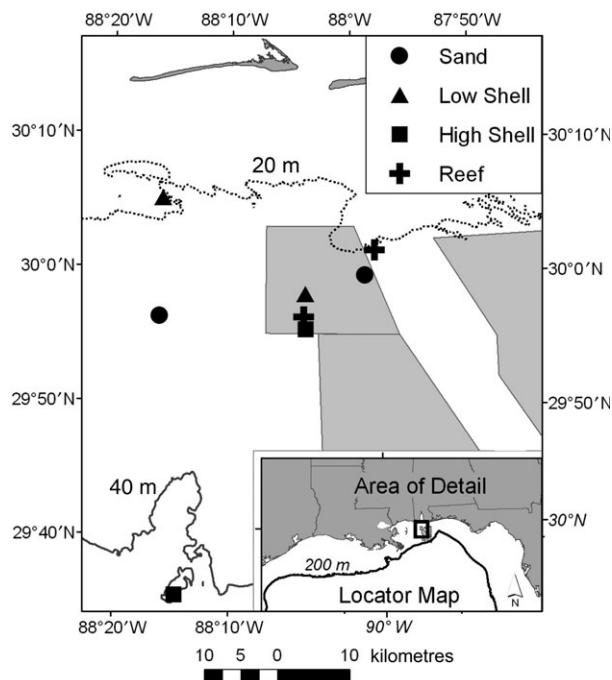 88°20′W 88°10′W 88°W 87°50′W
Sand
Low Shell
High Shell
Reef
30°10′N 30°10′N
20 m
30°0′N 30°0′N
29°50′N 29°50′N
40 m
Area of Detail
29°40′N 30°N
200 m
Locator Map
N
88°20′W 88°10′W 90°W
10 5 0 10 kilometres